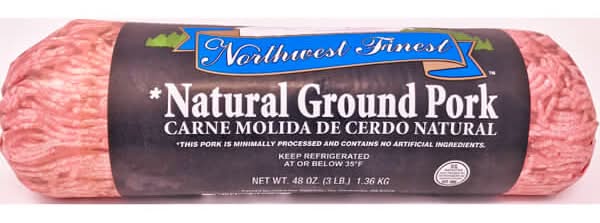 Northwest Finest™
*Natural Ground Pork
CARNE MOLIDA DE CERDO NATURAL
*THIS PORK IS MINIMALLY PROCESSED AND CONTAINS NO ARTIFICIAL INGREDIENTS.
KEEP REFRIGERATED
AT OR BELOW 35°F
NET WT. 48 OZ. (3 LB.) 1.36 KG